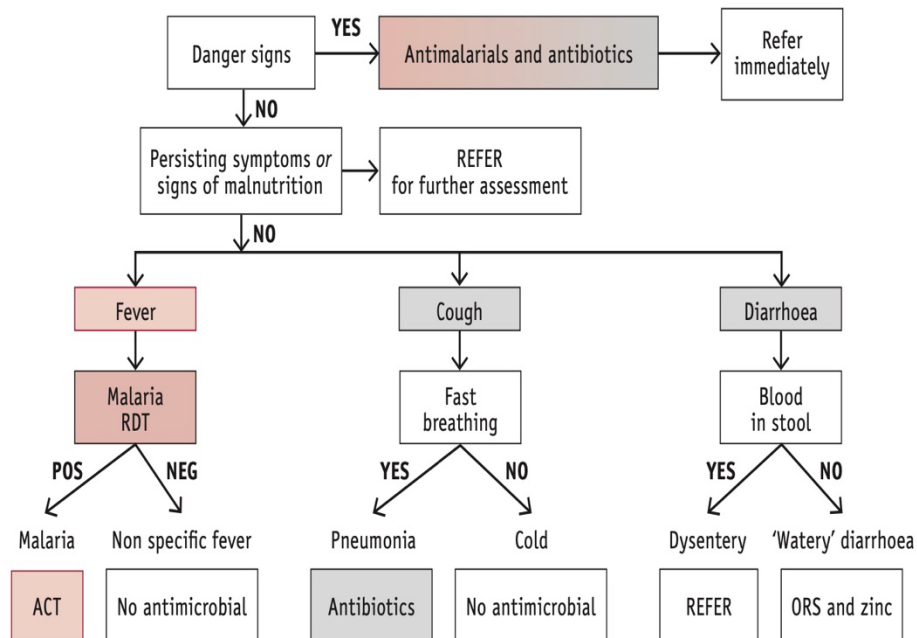 YES
Danger signs
Antimalarials and antibiotics
Refer
immediately
NO
Persisting symptoms or
signs of malnutrition
REFER
for further assessment
NO
Fever
Cough
Diarrhoea
Malaria
RDT
Fast
breathing
Blood
in stool
POS
NEG
YES
NO
YES
NO
Malaria
Non specific fever
Pneumonia
Cold
Dysentery
‘Watery’ diarrhoea
ACT
No antimicrobial
Antibiotics
No antimicrobial
REFER
ORS and zinc